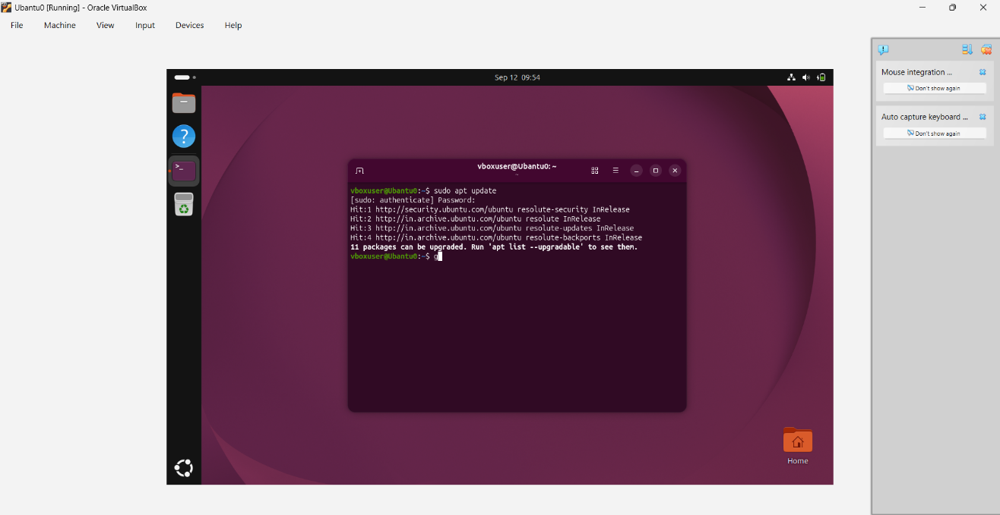 Ubantu0 [Running] - Oracle VirtualBox
File Machine View Input Devices Help
Sep 12 09:54
Mouse integration ...
Don't show again
Auto capture keyboard ...
Don't show again
vboxuser@Ubantu0: ~
~
vboxuser@Ubantu0:~$ sudo apt update
[sudo: authenticate] Password:
Hit:1 http://security.ubuntu.com/ubuntu resolute-security InRelease
Hit:2 http://in.archive.ubuntu.com/ubuntu resolute InRelease
Hit:3 http://in.archive.ubuntu.com/ubuntu resolute-updates InRelease
Hit:4 http://in.archive.ubuntu.com/ubuntu resolute-backports InRelease
11 packages can be upgraded. Run 'apt list --upgradable' to see them.
vboxuser@Ubantu0:~$ g
Home